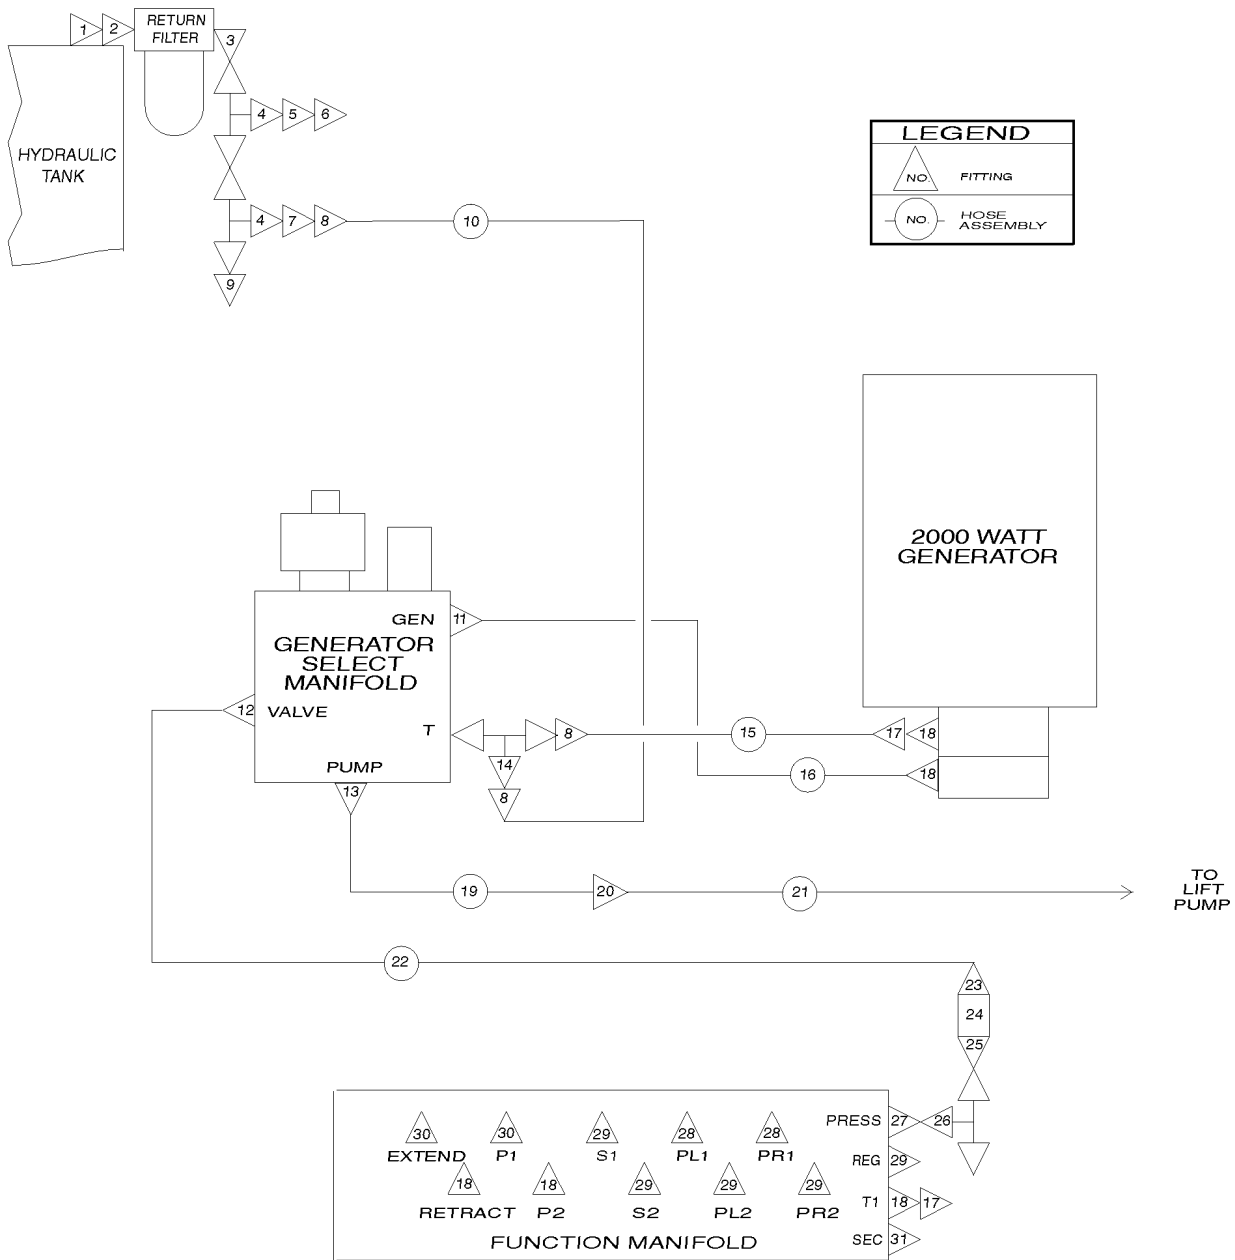 1 2 RETURN
FILTER
3
4 5 6
HYDRAULIC
TANK
4 7 8 10
9
LEGEND
NO. FITTING
NO. HOSE
ASSEMBLY
2000 WATT
GENERATOR
GEN 11
GENERATOR
SELECT
MANIFOLD
12 VALVE
T
8 15 17 18
14
16 18
PUMP
13
8
19 20 21
TO
LIFT
PUMP
22
23
24
25
PRESS 27 26
30 30 29 28 28
EXTEND P1 S1 PL1 PR1
REG 29
18 18 29 29 29
RETRACT P2 S2 PL2 PR2
T1 18 17
SEC 31
FUNCTION MANIFOLD